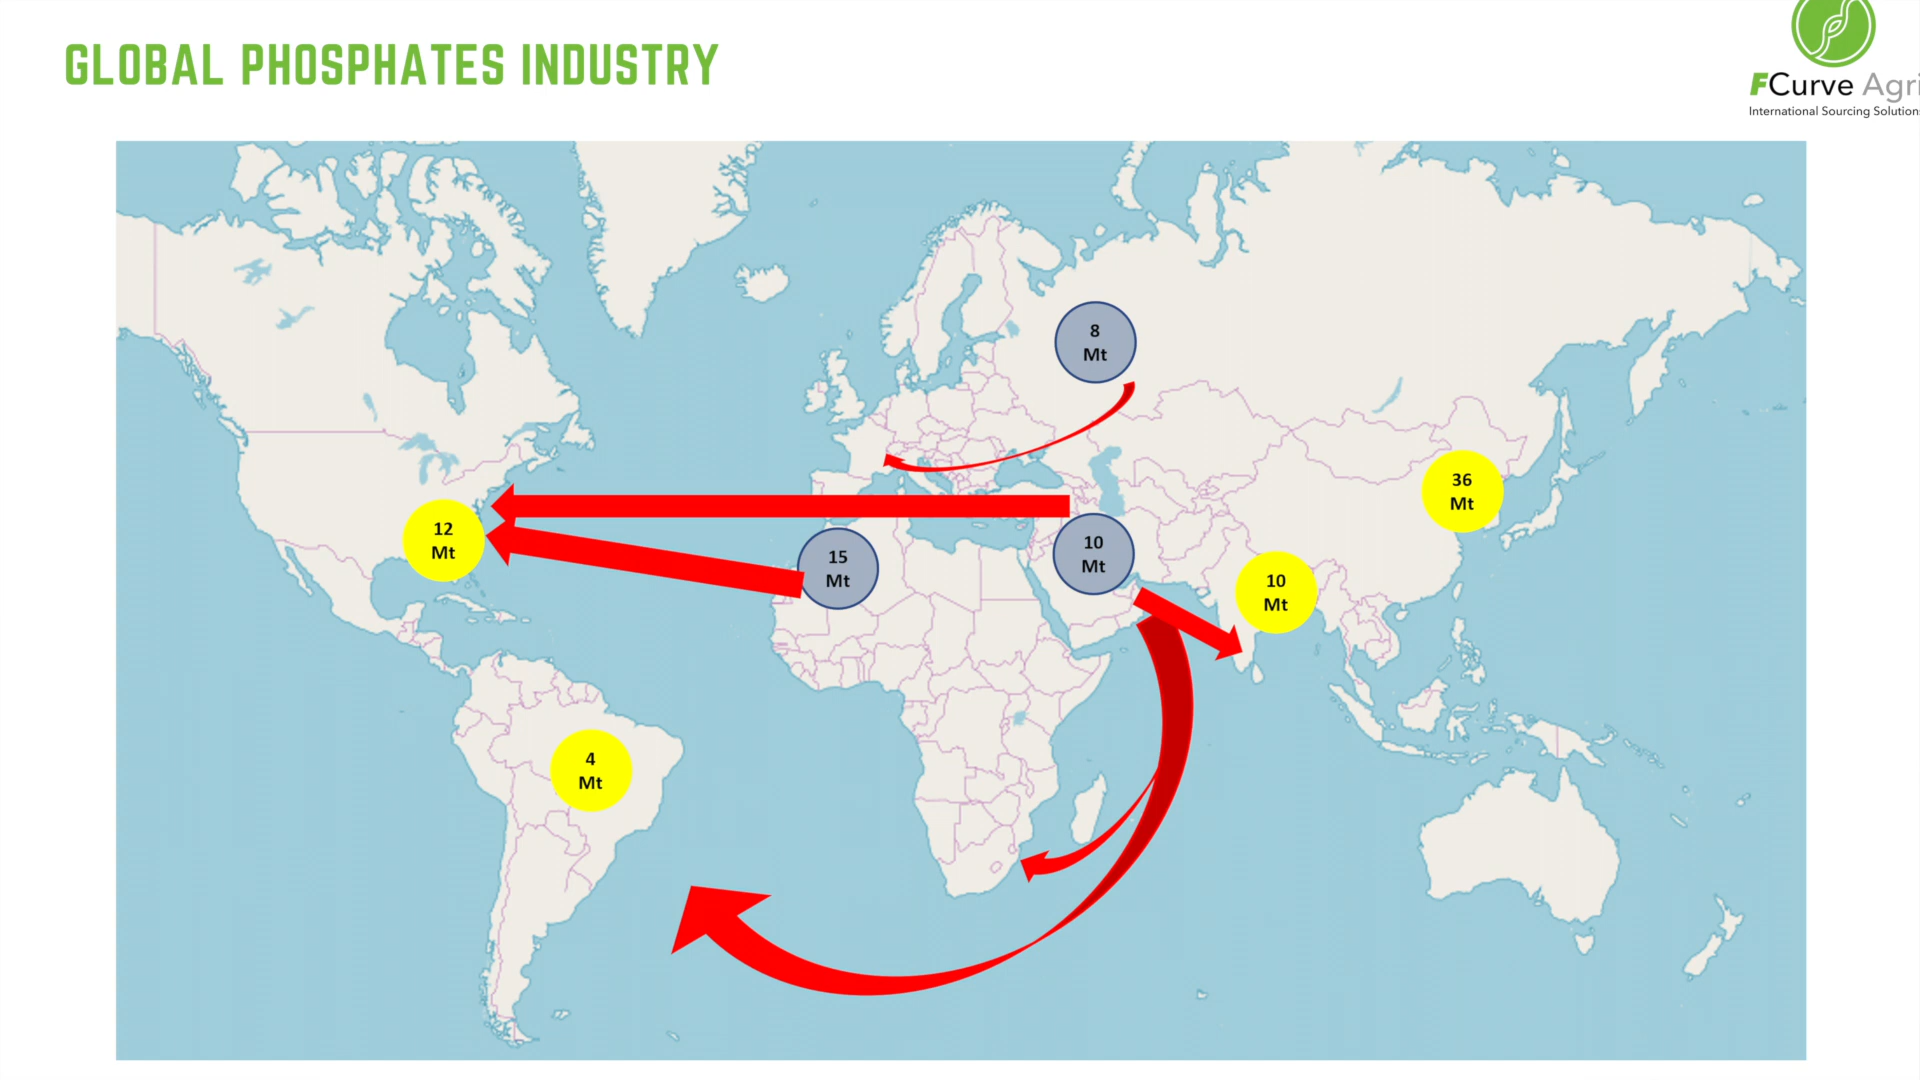 GLOBAL PHOSPHATES INDUSTRY
FCurve Agri
International Sourcing Solutions
8
Mt
36
Mt
12
Mt
15
Mt
10
Mt
10
Mt
4
Mt